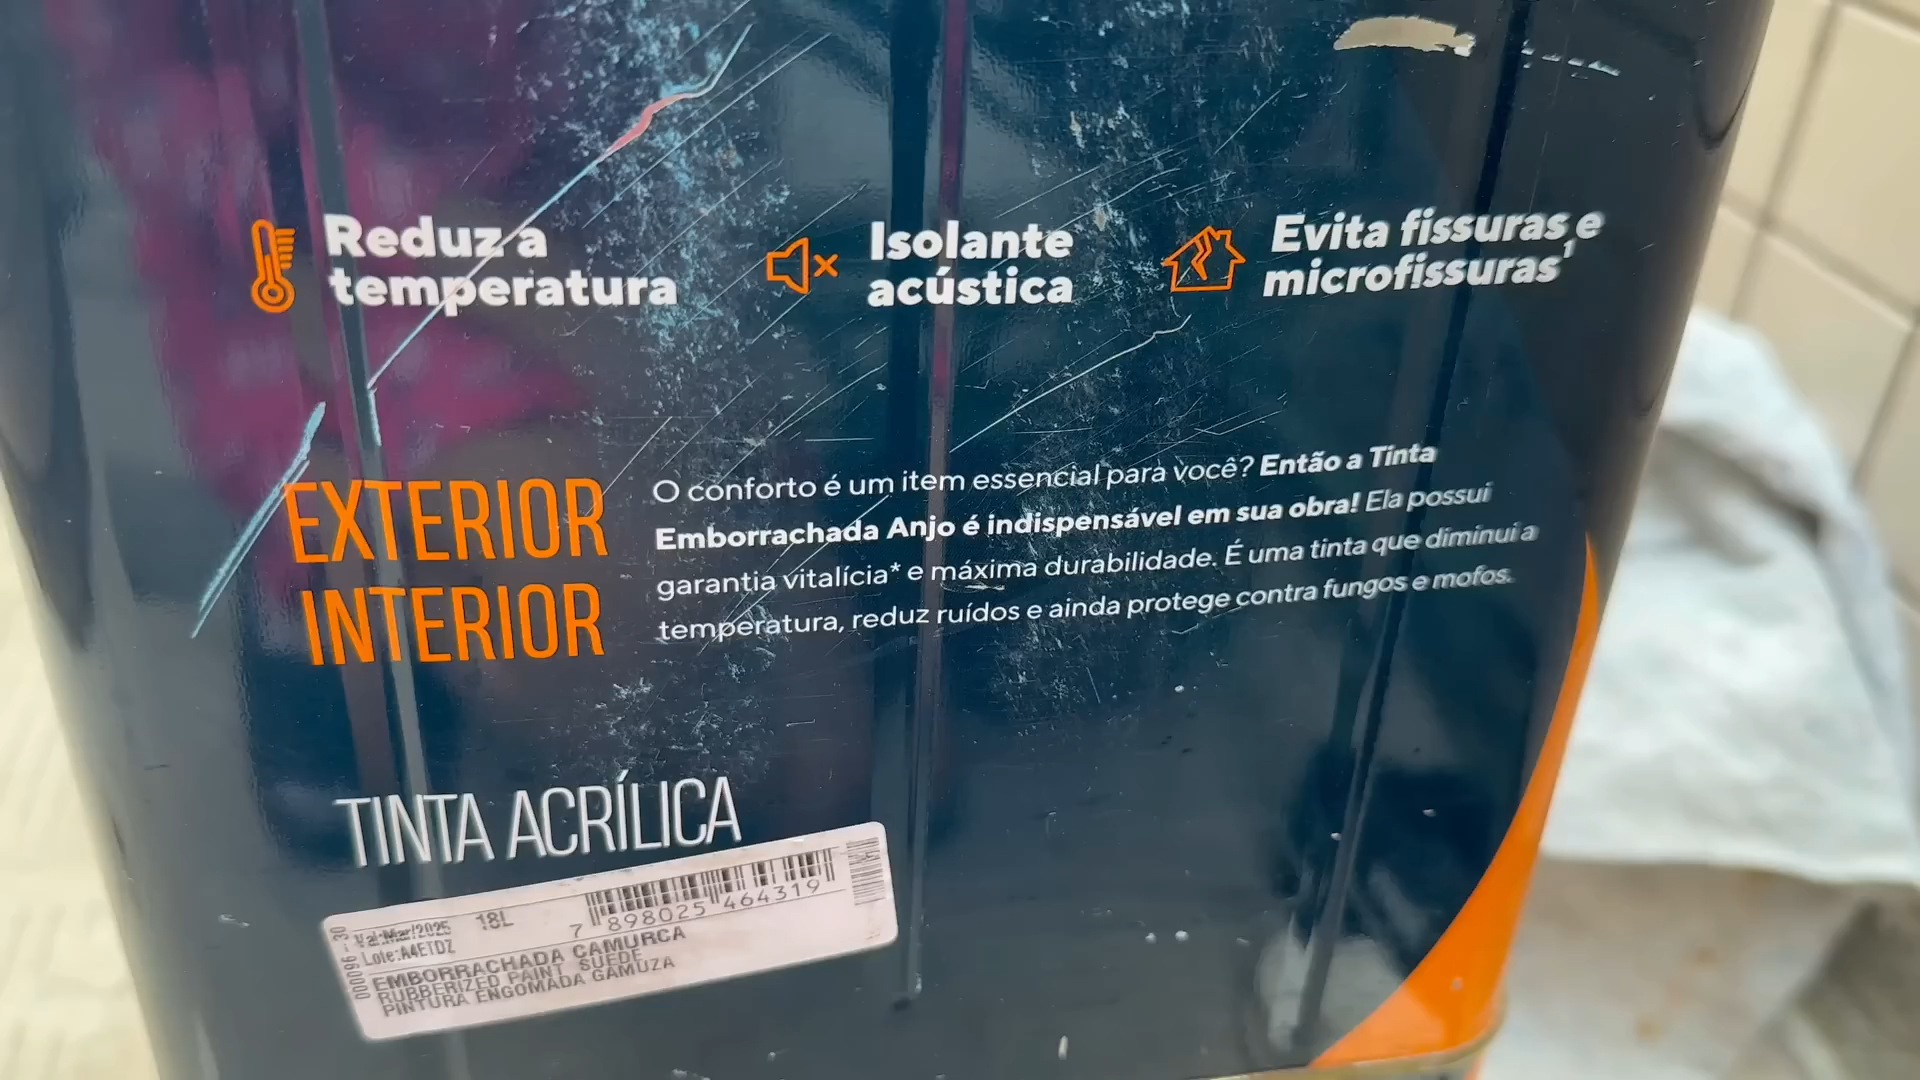 Reduz a
temperatura
Isolante
acústica
Evita fissuras e
microfissuras¹
EXTERIOR
INTERIOR
O conforto é um item essencial para você? Então a Tinta
Emborrachada Anjo é indispensável em sua obra! Ela possui
garantia vitalícia* e máxima durabilidade. É uma tinta que diminui a
temperatura, reduz ruídos e ainda protege contra fungos e mofos.
TINTA ACRÍLICA
000096 - 30
Val:Mar/2025 18L
Lote:A4ETDZ
7 898025 464319
EMBORRACHADA CAMURCA
RUBBERIZED PAINT SUEDE
PINTURA ENGOMADA GAMUZA